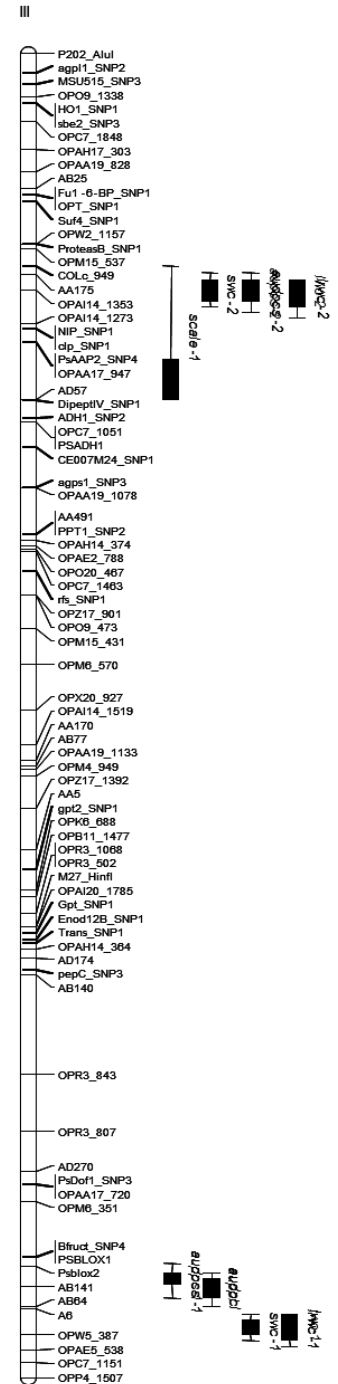 III
P202_AluI
agpl1_SNP2
MSU515_SNP3
OPO9_1338
HO1_SNP1
sbe2_SNP3
OPC7_1848
OPAH17_303
OPAA19_828
AB25
Fu1 -6-BP_SNP1
OPT_SNP1
Suf4_SNP1
OPW2_1157
ProteasB_SNP1
OPM15_537
COLc_949
AA175
OPAI14_1353
OPAI14_1273
NIP_SNP1
clp_SNP1
PsAAP2_SNP4
OPAA17_947
AD57
DipeptIV_SNP1
ADH1_SNP2
OPC7_1051
PSADH1
CE007M24_SNP1
agps1_SNP3
OPAA19_1078
AA491
PPT1_SNP2
OPAH14_374
OPAE2_788
OPO20_467
OPC7_1463
rfs_SNP1
OPZ17_901
OPO9_473
OPM15_431
OPM6_570
OPX20_927
OPAI14_1519
AA170
AB77
OPAA19_1133
OPM4_949
OPZ17_1392
AA5
gpt2_SNP1
OPK6_688
OPB11_1477
OPR3_1068
OPR3_502
M27_HinfI
OPAI20_1785
Gpt_SNP1
Enod12B_SNP1
Trans_SNP1
OPAH14_364
AD174
pepC_SNP3
AB140
OPR3_843
OPR3_807
AD270
PsDof1_SNP3
OPAA17_720
OPM6_351
Bfruct_SNP4
PSBLOX1
Psblox2
AB141
AB64
A6
OPW5_387
OPAE5_538
OPC7_1151
OPP4_1507
scale-1
swc-2
swc-1